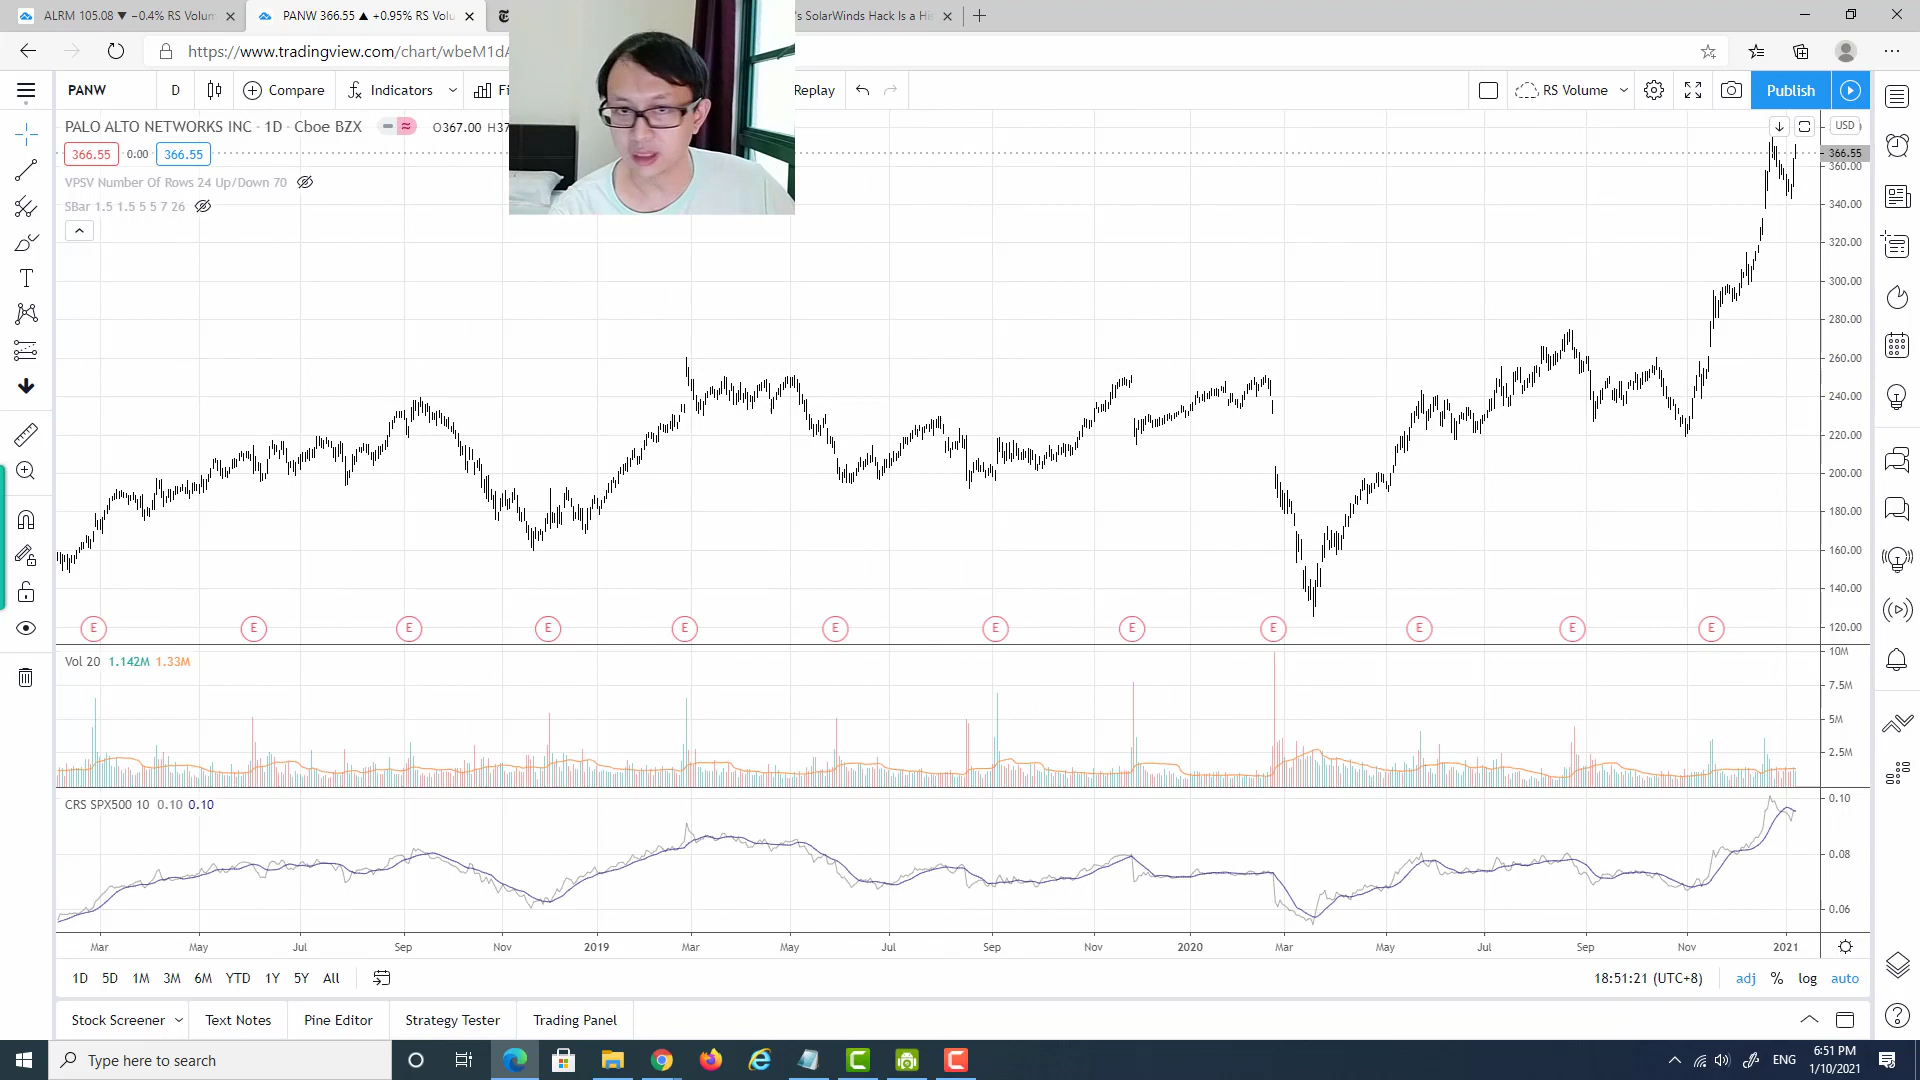 ALRM 105.08 ▼ −0.4% RS Volum
PANW 366.55 ▲ +0.95% RS Volu
's SolarWinds Hack Is a Hi
https://www.tradingview.com/chart/wbeM1d
PANW D Compare Indicators
Replay RS Volume Publish
PALO ALTO NETWORKS INC · 1D · Cboe BZX O367.00 H37
USD
366.55 0.00 366.55
VPSV Number Of Rows 24 Up/Down 70
SBar 1.5 1.5 5 5 7 26
366.55
360.00
340.00
320.00
300.00
280.00
260.00
240.00
220.00
200.00
180.00
160.00
140.00
120.00
E E E E E E E E E E E E
Vol 20 1.142M 1.33M
10M
7.5M
5M
2.5M
CRS SPX500 10 0.10 0.10
0.10
0.08
0.06
Mar May Jul Sep Nov 2019 Mar May Jul Sep Nov 2020 Mar May Jul Sep Nov 2021
1D 5D 1M 3M 6M YTD 1Y 5Y All 18:51:21 (UTC+8) adj % log auto
Stock Screener Text Notes Pine Editor Strategy Tester Trading Panel
Type here to search
ENG
6:51 PM
1/10/2021